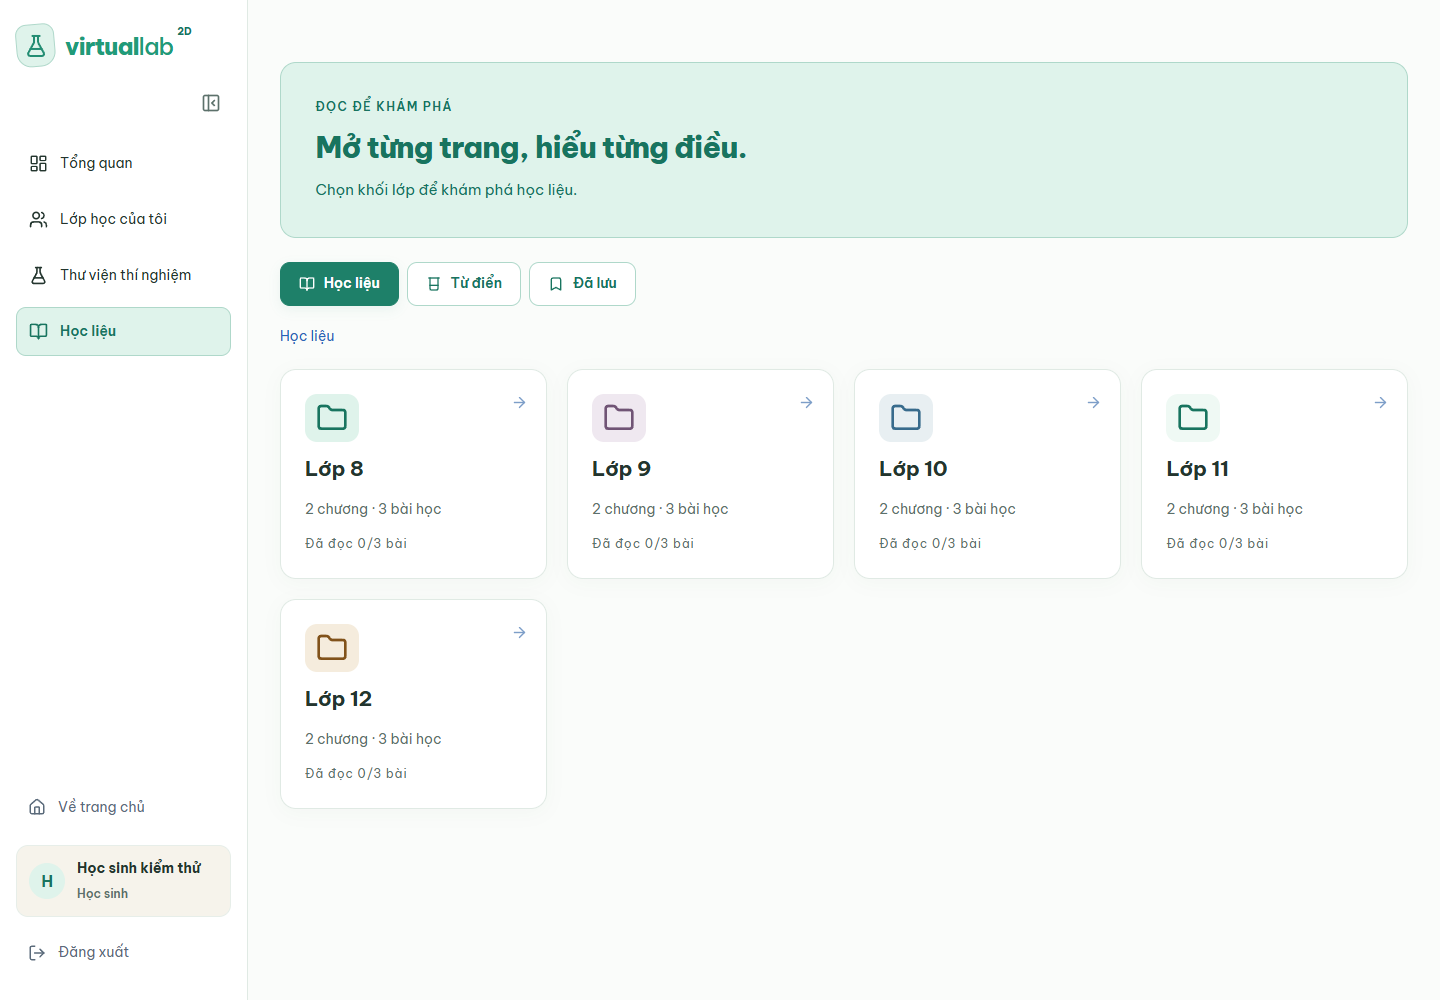 virtuallab 2D
Tổng quan
Lớp học của tôi
Thư viện thí nghiệm
Học liệu
Về trang chủ
H
Học sinh kiểm thử
Học sinh
Đăng xuất
ĐỌC ĐỂ KHÁM PHÁ
Mở từng trang, hiểu từng điều.
Chọn khối lớp để khám phá học liệu.
Học liệu
Từ điển
Đã lưu
Học liệu
Lớp 8
2 chương · 3 bài học
Đã đọc 0/3 bài
Lớp 9
2 chương · 3 bài học
Đã đọc 0/3 bài
Lớp 10
2 chương · 3 bài học
Đã đọc 0/3 bài
Lớp 11
2 chương · 3 bài học
Đã đọc 0/3 bài
Lớp 12
2 chương · 3 bài học
Đã đọc 0/3 bài